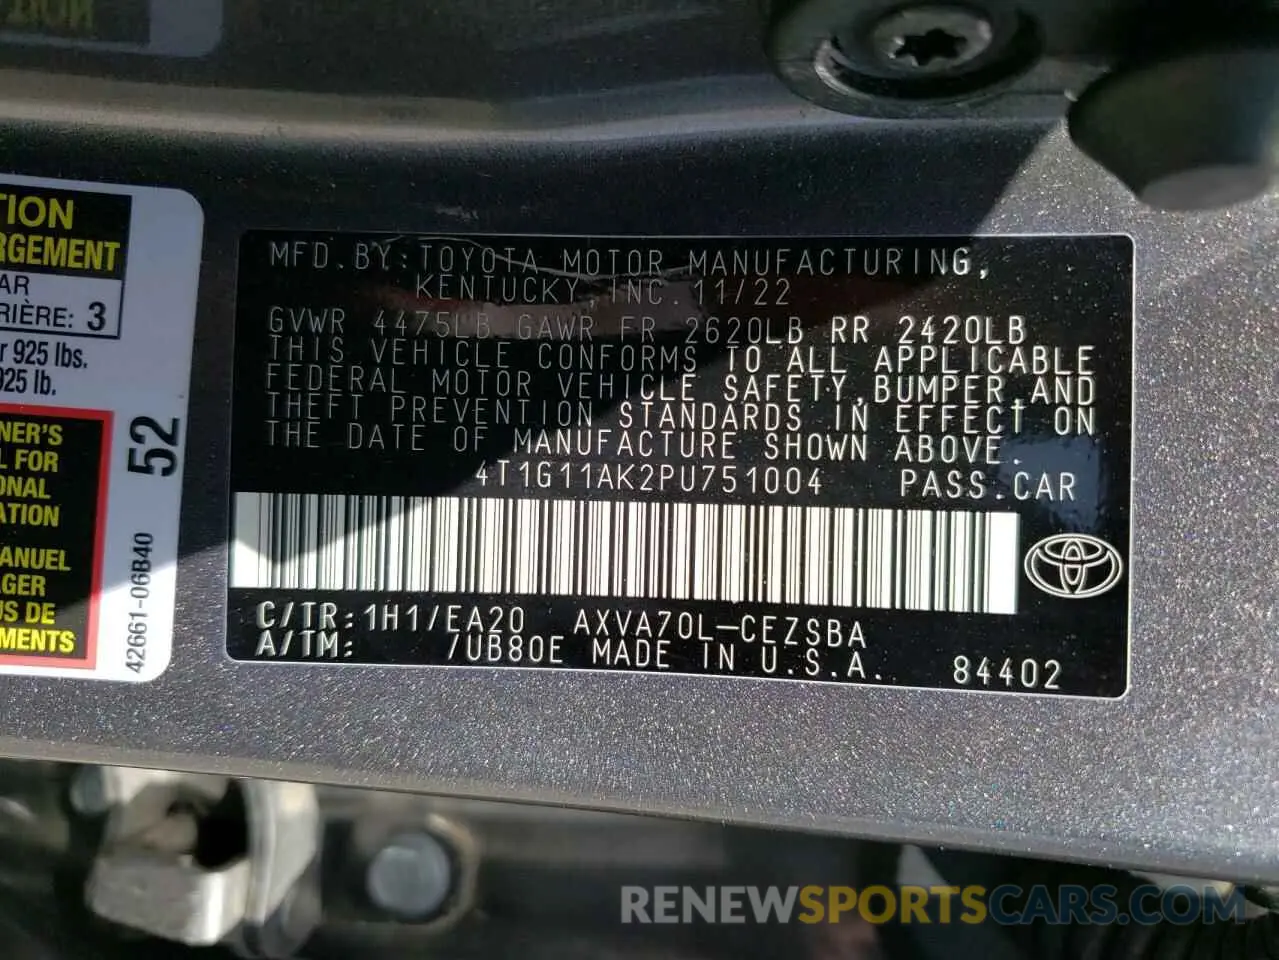 TION
RGEMENT
AR
RIÈRE: 3
r 925 lbs.
925 lb.
NER'S
L FOR
ONAL
ATION
ANUEL
AGER
US DE
EMENTS
52
42661-06B40
MFD.BY:TOYOTA MOTOR MANUFACTURING,
KENTUCKY,INC.11/22
GVWR 4475LB GAWR FR 2620LB RR 2420LB
THIS VEHICLE CONFORMS TO ALL APPLICABLE
FEDERAL MOTOR VEHICLE SAFETY,BUMPER,AND
THEFT PREVENTION STANDARDS IN EFFECT ON
THE DATE OF MANUFACTURE SHOWN ABOVE.
4T1G11AK2PU751004 PASS.CAR
C/TR:1H1/EA20 AXVA70L-CEZSBA
A/TM: /UB80E MADE IN U.S.A. 84402
RENEWSPORTSCARS.COM